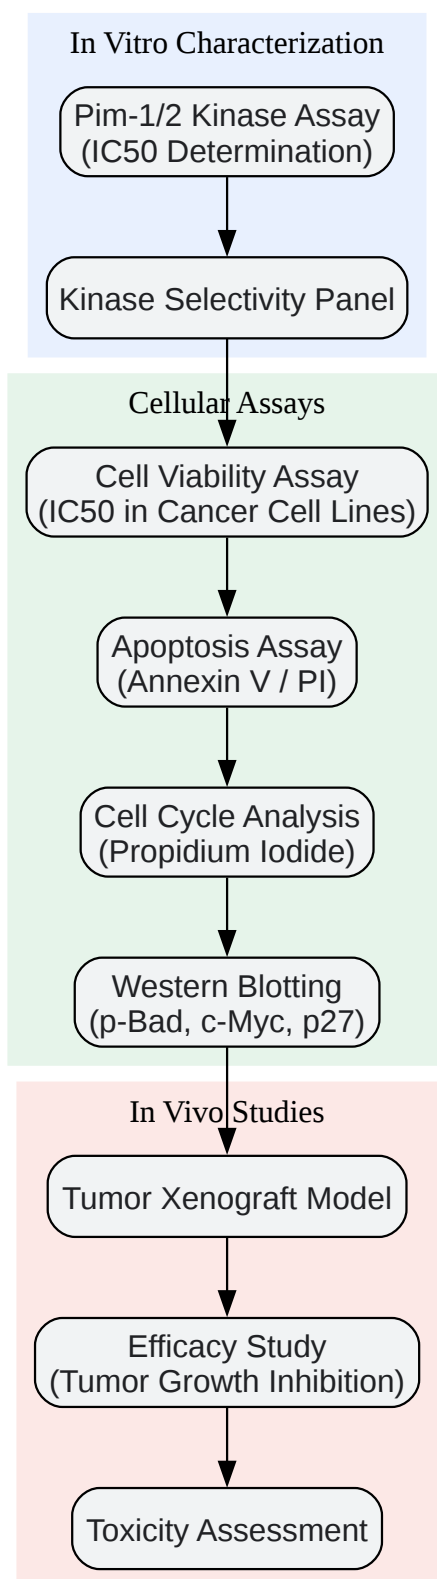 In Vitro Characterization
Pim-1/2 Kinase Assay
(IC50 Determination)
Kinase Selectivity Panel
Cellular Assays
Cell Viability Assay
(IC50 in Cancer Cell Lines)
Apoptosis Assay
(Annexin V / PI)
Cell Cycle Analysis
(Propidium Iodide)
Western Blotting
(p-Bad, c-Myc, p27)
In Vivo Studies
Tumor Xenograft Model
Efficacy Study
(Tumor Growth Inhibition)
Toxicity Assessment